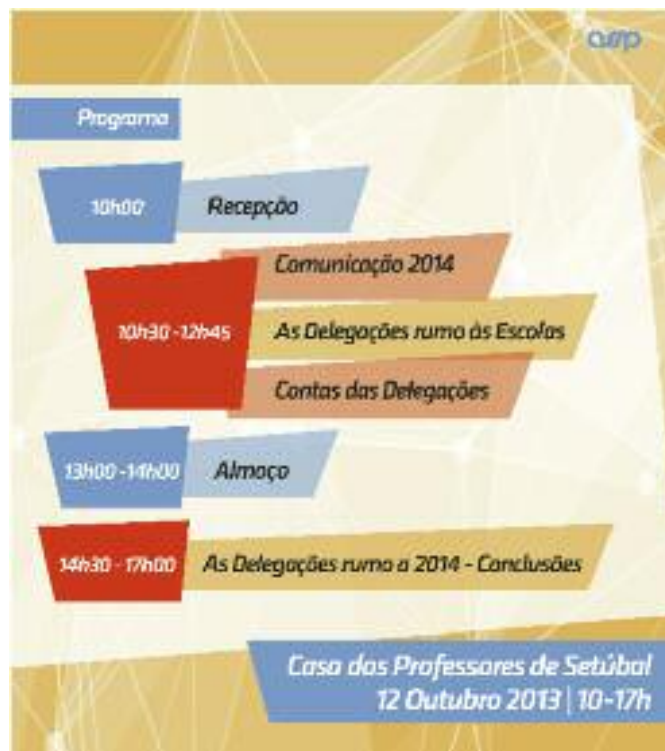 assp
Programa
10h00
Recepção
10h30 -12h45
Comunicação 2014
As Delegações rumo às Escolas
Contas das Delegações
13h00 -14h00
Almoço
14h30 - 17h00
As Delegações rumo a 2014 - Conclusões
Casa dos Professores de Setúbal
12 Outubro 2013 | 10-17h